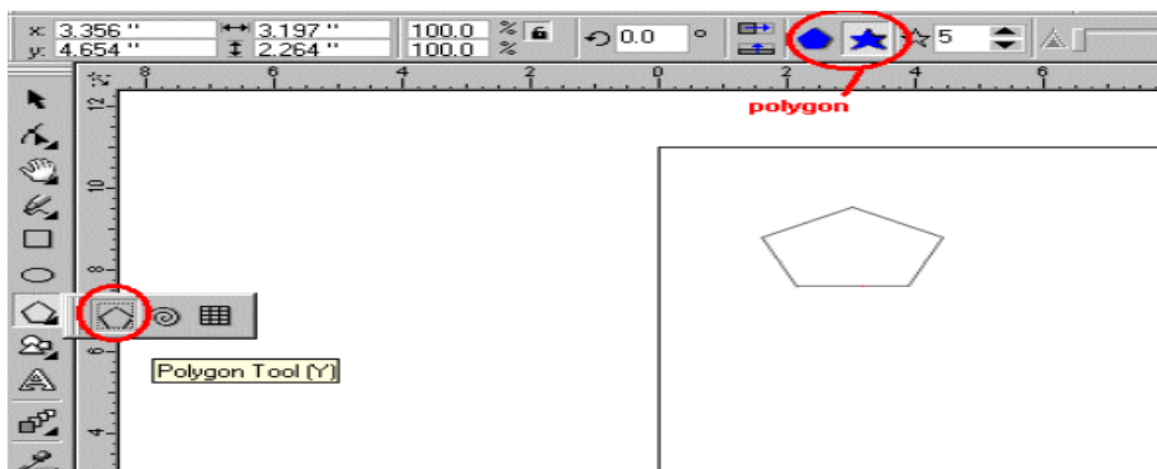 x: 3.356 " 3.197 " 100.0 % 0.0 ° 5
y: 4.654 " 2.264 " 100.0 %
8 6 4 2 0 2 4 6
polygon
12
10
8
6
4
Polygon Tool (Y)